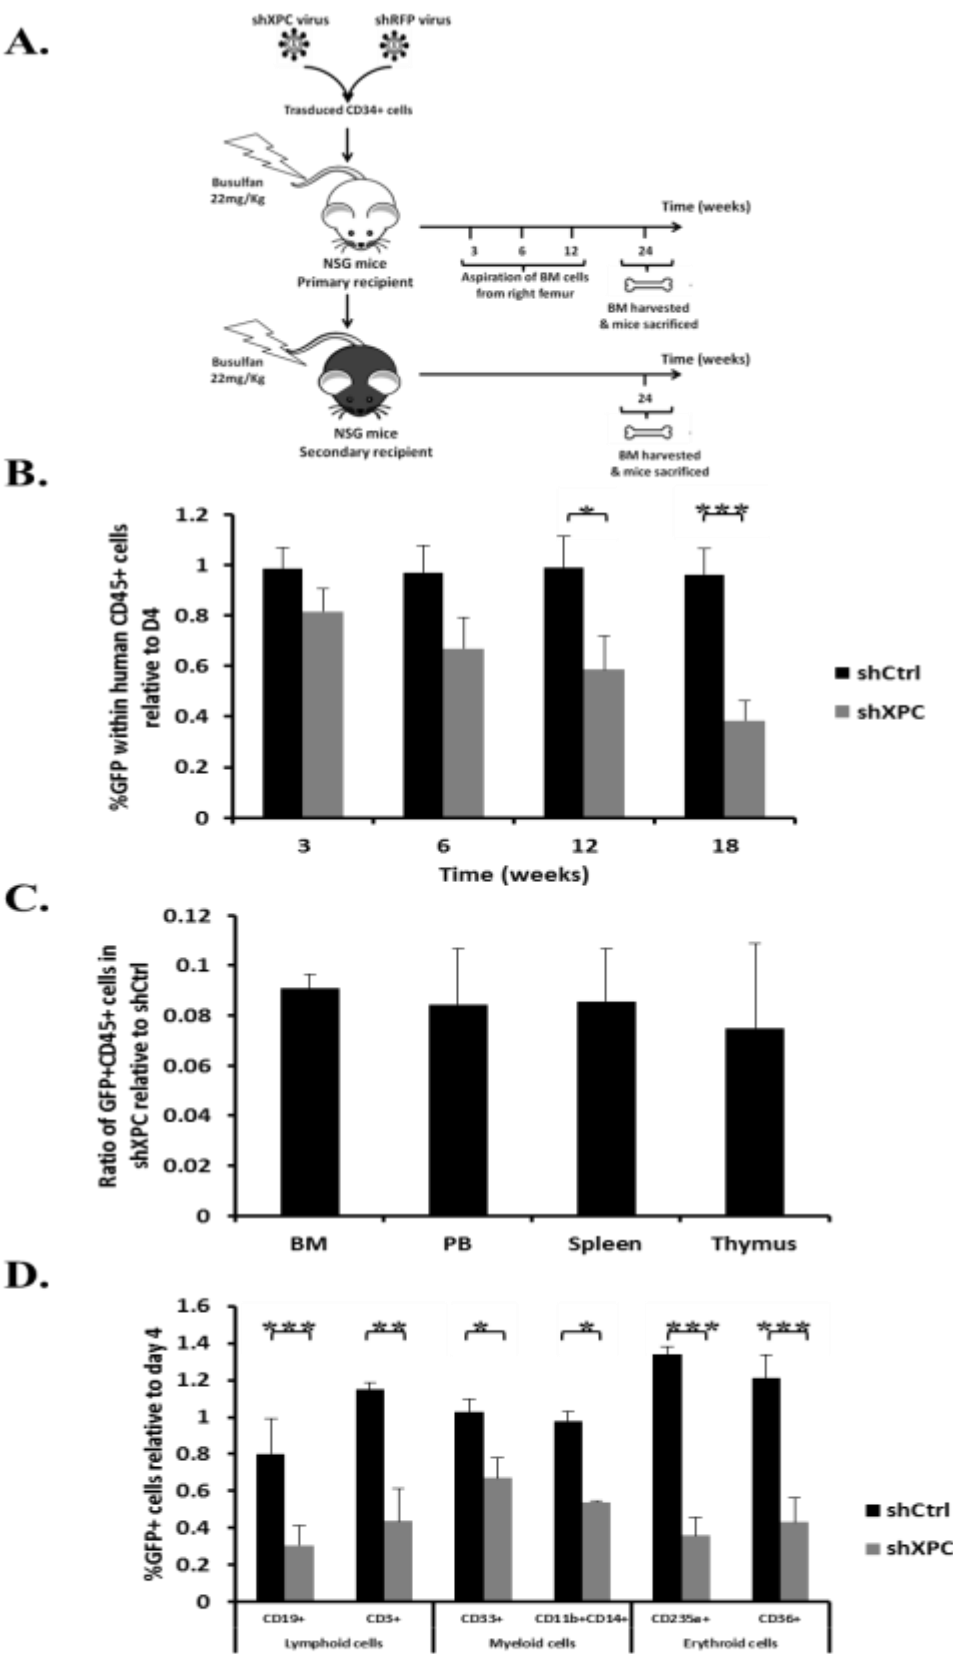 A.
shXPC virus
shRFP virus
Trasduced CD34+ cells
Busulfan
22mg/Kg
NSG mice
Primary recipient
Time (weeks)
3
6
12
24
Aspiration of BM cells
from right femur
BM harvested
& mice sacrificed
Busulfan
22mg/Kg
NSG mice
Secondary recipient
Time (weeks)
24
BM harvested
& mice sacrificed
B.
%GFP within human CD45+ cells
relative to D4
1.2
1
0.8
0.6
0.4
0.2
0
*
***
3
6
12
18
Time (weeks)
shCtrl
shXPC
C.
Ratio of GFP+CD45+ cells in
shXPC relative to shCtrl
0.12
0.1
0.08
0.06
0.04
0.02
0
BM
PB
Spleen
Thymus
D.
%GFP+ cells relative to day 4
1.6
1.4
1.2
1
0.8
0.6
0.4
0.2
0
***
**
*
*
***
***
CD19+
CD3+
CD33+
CD11b+CD14+
CD235a+
CD36+
Lymphoid cells
Myeloid cells
Erythroid cells
shCtrl
shXPC